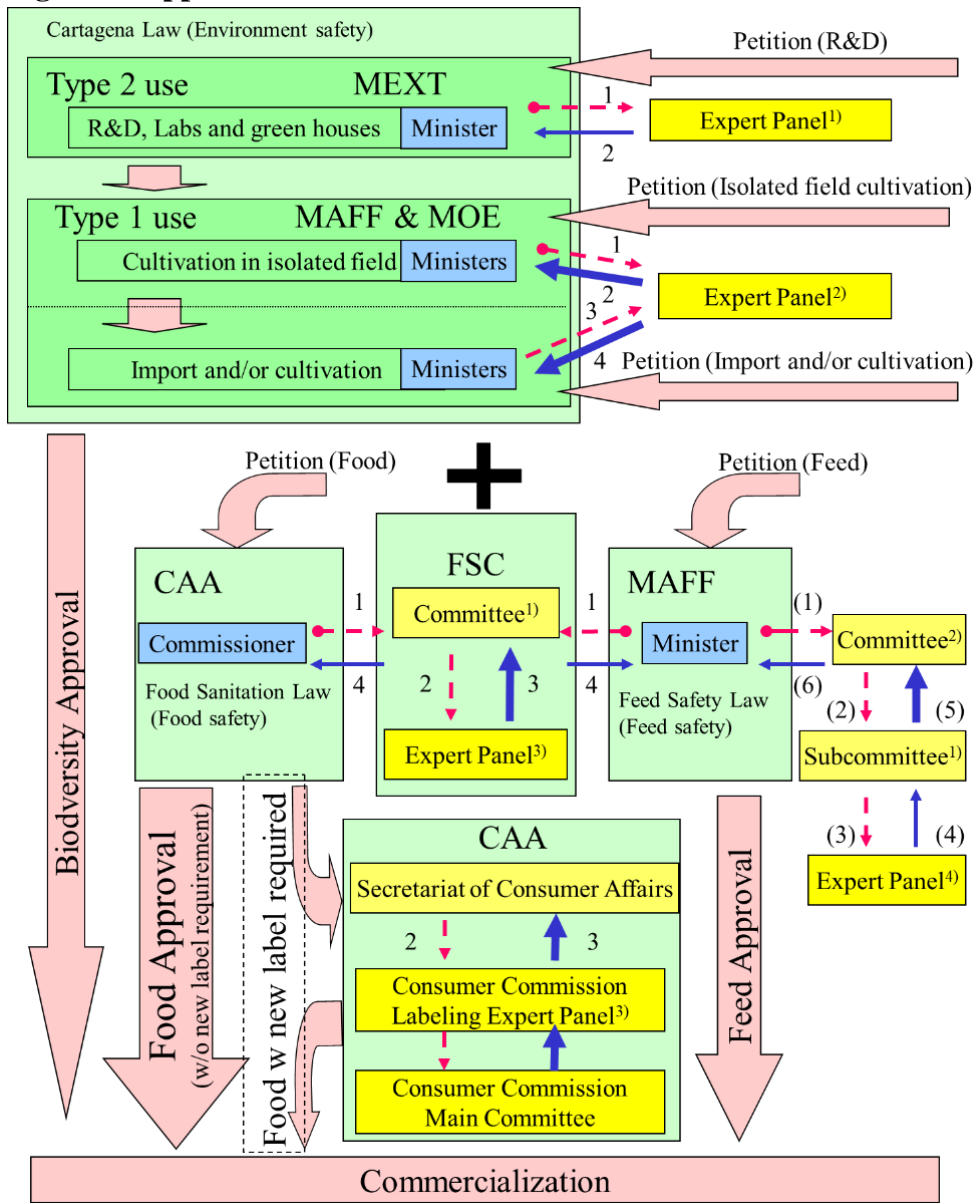 Cartagena Law (Environment safety)
Petition (R&D)
Type 2 use
MEXT
1
R&D, Labs and green houses
Minister
Expert Panel1)
2
Petition (Isolated field cultivation)
Type 1 use
MAFF & MOE
1
Cultivation in isolated field
Ministers
2
Expert Panel2)
3
4
Import and/or cultivation
Ministers
Petition (Import and/or cultivation)
Petition (Food)
Petition (Feed)
CAA
FSC
MAFF
1
Committee1)
1
(1)
Commissioner
Minister
Committee2)
4
2
3
4
(6)
Food Sanitation Law
(Food safety)
Feed Safety Law
(Feed safety)
(2)
(5)
Expert Panel3)
Subcommittee1)
(3)
(4)
Expert Panel4)
Biodversity Approval
Food Approval
(w/o new label requirement)
Food w new label required
CAA
Secretariat of Consumer Affairs
2
3
Consumer Commission
Labeling Expert Panel3)
Consumer Commission
Main Committee
Feed Approval
Commercialization